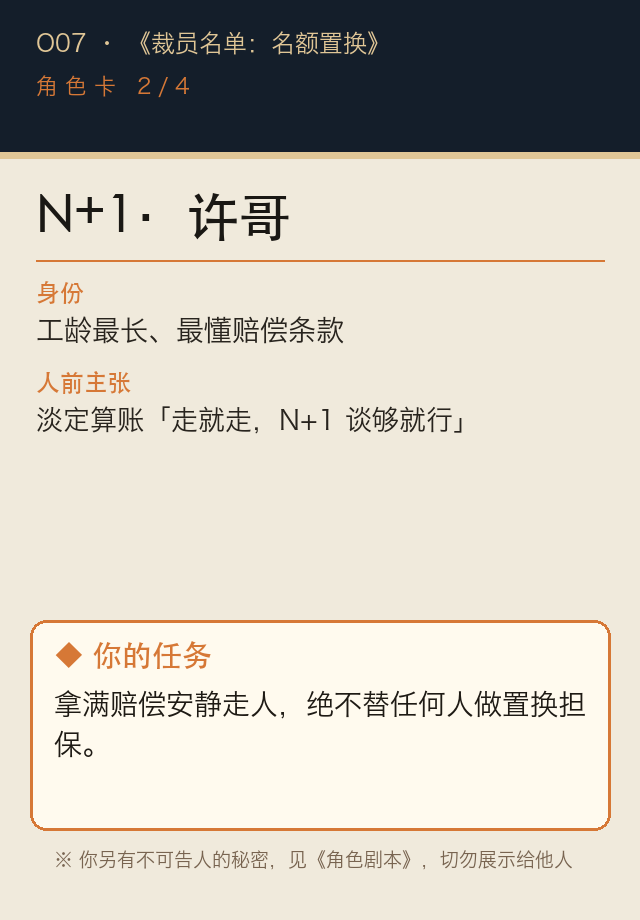 O07 · 《裁员名单：名额置换》
角色卡 2/4
N+1· 许哥
身份
工龄最长、最懂赔偿条款
人前主张
淡定算账「走就走，N+1 谈够就行」
◆ 你的任务
拿满赔偿安静走人，绝不替任何人做置换担
保。
※ 你另有不可告人的秘密，见《角色剧本》，切勿展示给他人